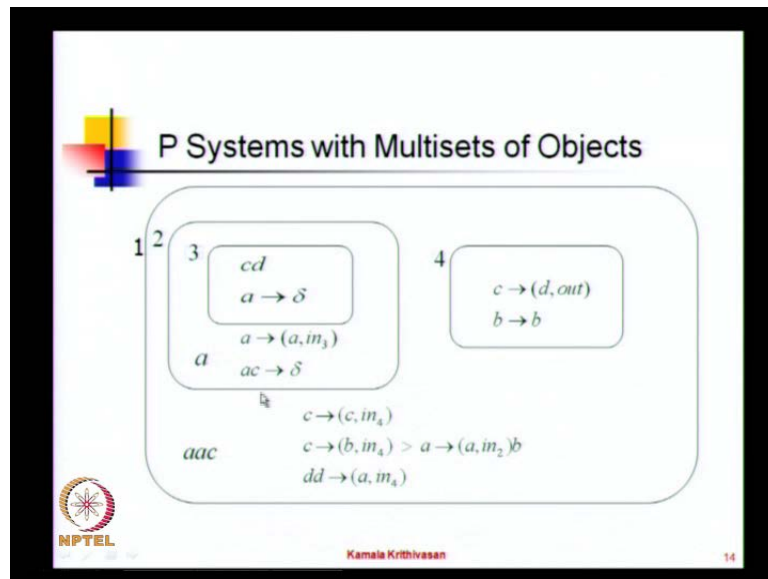 P Systems with Multisets of Objects
1
2
3
cd
a → δ
a → (a, in₃)
a
ac → δ
4
c → (d, out)
b → b
c → (c, in₄)
aac
c → (b, in₄) > a → (a, in₂)b
dd → (a, in₄)
NPTEL
Kamala Krithivasan
14